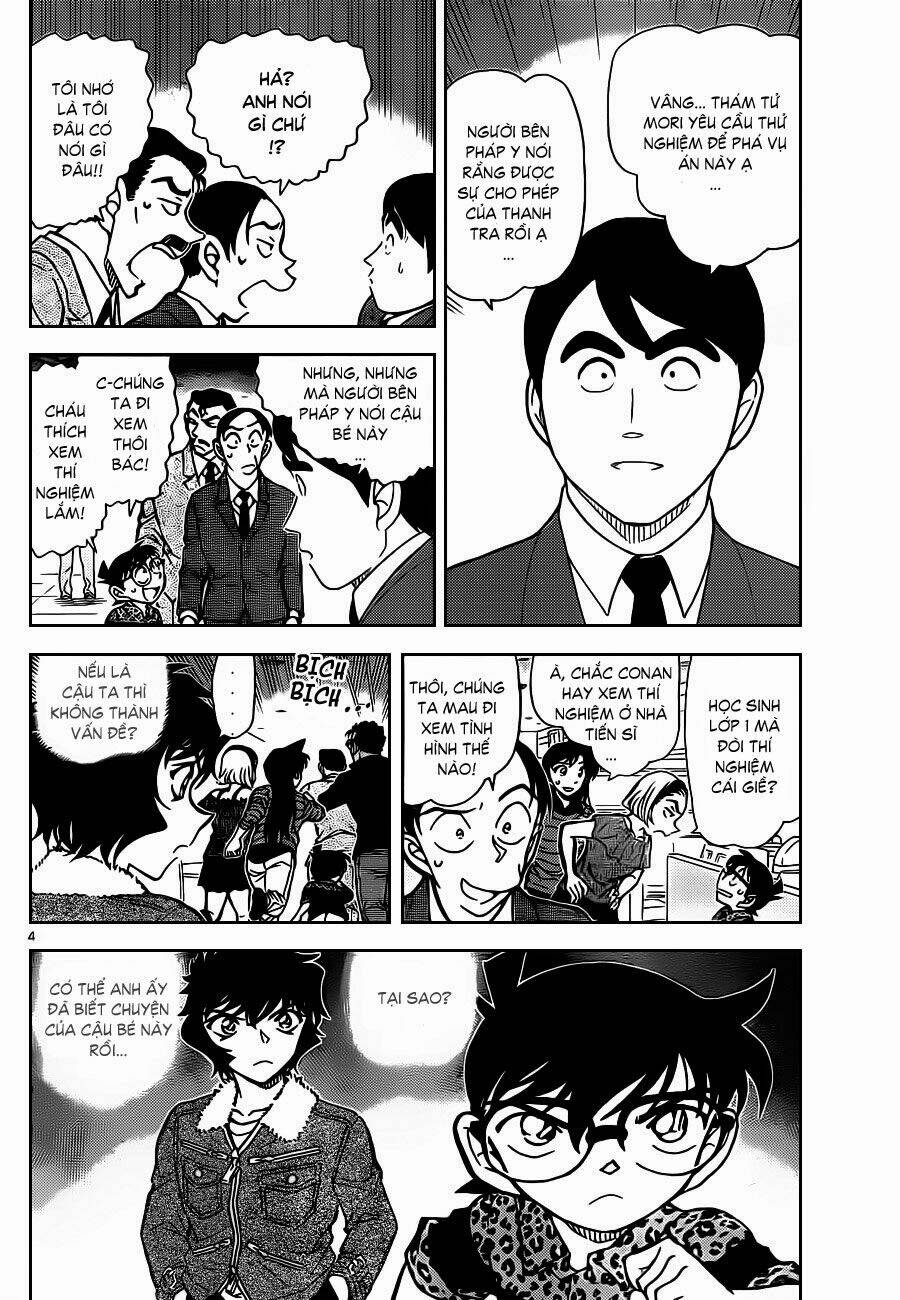 VÂNG... THÁM TỬ
MORI YÊU CẦU THỬ
NGHIỆM ĐỂ PHÁ VỤ
ÁN NÀY Ạ
...
NGƯỜI BÊN
PHÁP Y NÓI
RẰNG ĐƯỢC
SỰ CHO PHÉP
CỦA THANH
TRA RỒI Ạ
...
HẢ?
ANH NÓI
GÌ CHỨ
!?
TÔI NHỚ
LÀ TÔI
ĐÂU CÓ
NÓI GÌ
ĐÂU!!
NHƯNG, NHƯNG
MÀ NGƯỜI BÊN
PHÁP Y NÓI CẬU
BÉ NÀY
...
C-CHÚNG
TA ĐI
XEM
THÔI
BÁC!
CHÁU
THÍCH
XEM
THÍ
NGHIỆM
LẮM!
HỌC SINH
LỚP 1 MÀ
ĐÒI THÍ
NGHIỆM
CÁI GIỀ?
À, CHẮC CONAN
HAY XEM THÍ
NGHIỆM Ở NHÀ
TIẾN SĨ
...
THÔI, CHÚNG
TA MAU ĐI
XEM TÌNH
HÌNH THẾ
NÀO!
BỊCH
BỊCH...
...
NẾU LÀ
CẬU TA THÌ
KHÔNG THÀNH
VẤN ĐỀ?
4
TẠI SAO?
CÓ THỂ ANH ẤY
ĐÃ BIẾT CHUYỆN
CỦA CẬU BÉ NÀY
RỒI...